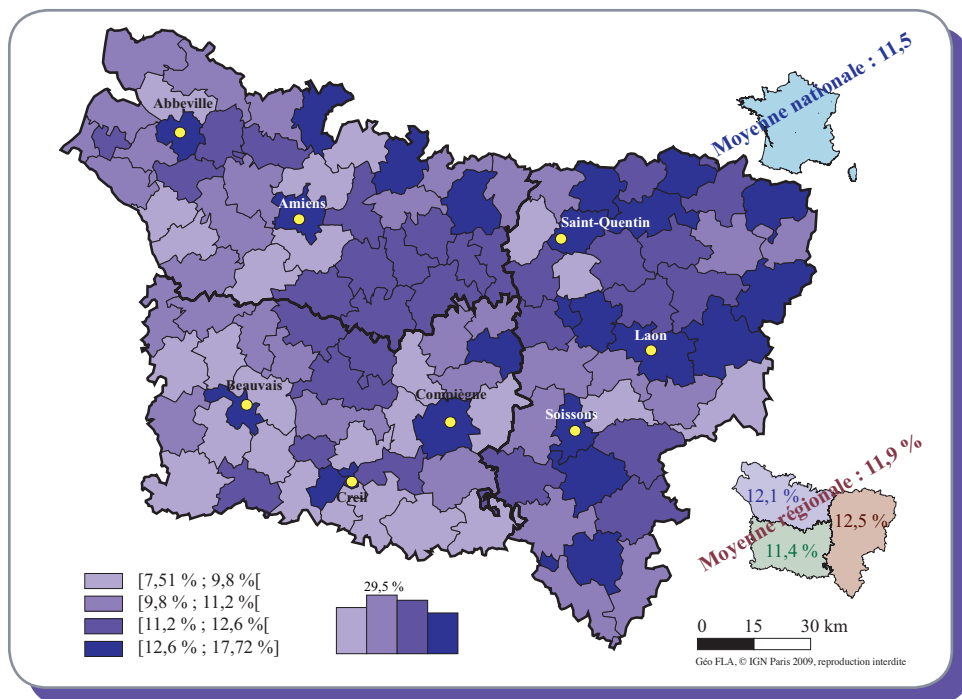 Moyenne nationale : 11,5
Abbeville
Amiens
Saint-Quentin
Laon
Beauvais
Compiègne
Soissons
Creil
Moyenne régionale : 11,9 %
12,1 %
12,5 %
11,4 %
[7,51 % ; 9,8 %[
[9,8 % ; 11,2 %[
[11,2 % ; 12,6 %[
[12,6 % ; 17,72 %]
29,5 %
0 15 30 km
Géo FLA, © IGN Paris 2009, reproduction interdite